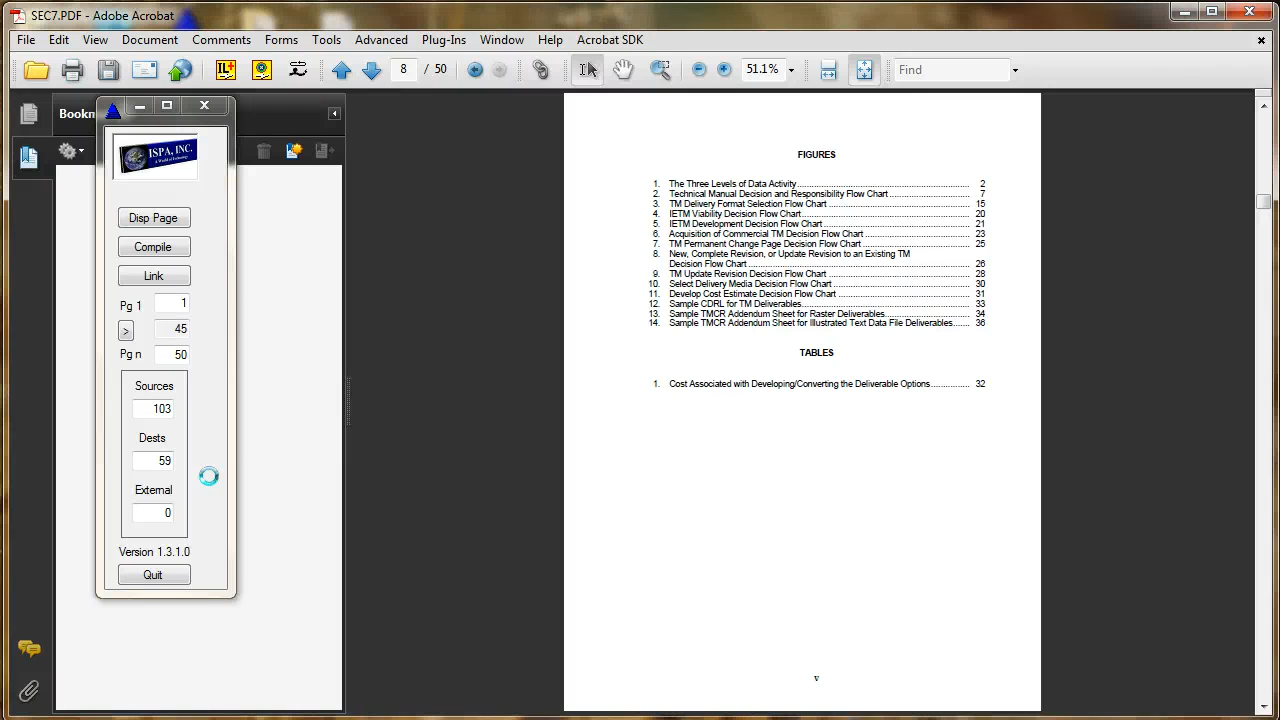 SEC7.PDF - Adobe Acrobat
File Edit View Document Comments Forms Tools Advanced Plug-Ins Window Help Acrobat SDK
IL+ 8 / 50 51.1% Find
Bookm
ISPA, INC.
A World of Technology
Disp Page
Compile
Link
Pg 1 1
> 45
Pg n 50
Sources
103
Dests
59
External
0
Version 1.3.1.0
Quit
FIGURES
1. The Three Levels of Data Activity 2
2. Technical Manual Decision and Responsibility Flow Chart 7
3. TM Delivery Format Selection Flow Chart 15
4. IETM Viability Decision Flow Chart 20
5. IETM Development Decision Flow Chart 21
6. Acquisition of Commercial TM Decision Flow Chart 23
7. TM Permanent Change Page Decision Flow Chart 25
8. New, Complete Revision, or Update Revision to an Existing TM
Decision Flow Chart 26
9. TM Update Revision Decision Flow Chart 28
10. Select Delivery Media Decision Flow Chart 30
11. Develop Cost Estimate Decision Flow Chart 31
12. Sample CDRL for TM Deliverables 33
13. Sample TMCR Addendum Sheet for Raster Deliverables 34
14. Sample TMCR Addendum Sheet for Illustrated Text Data File Deliverables 36
TABLES
1. Cost Associated with Developing/Converting the Deliverable Options 32
v